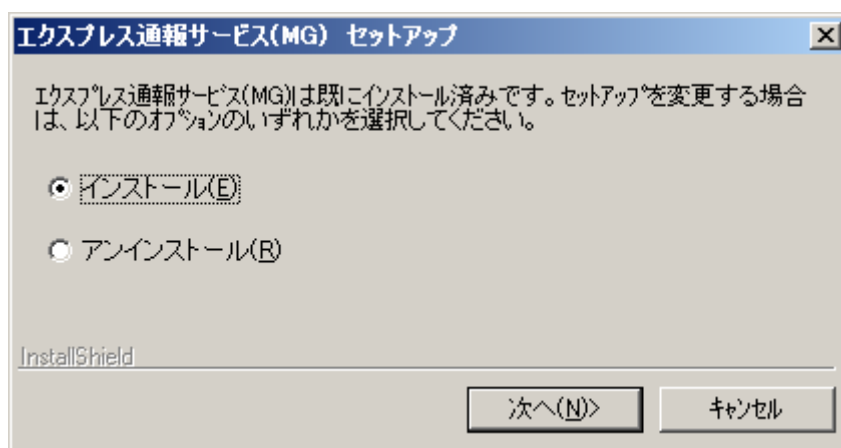 エクスプレス通報サービス(MG) セットアップ
ｴｸｽﾌﾟﾚｽ通報ｻｰﾋﾞｽ(MG)は既にｲﾝｽﾄｰﾙ済みです。ｾｯﾄｱｯﾌﾟを変更する場合
は、以下のｵﾌﾟｼｮﾝのいずれかを選択してください。
インストール(E)
アンインストール(R)
InstallShield
次へ(N)>
ｷｬﾝｾﾙ